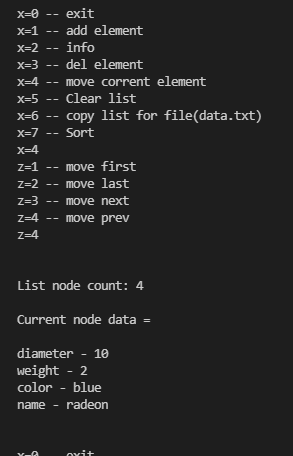 x=0 -- exit
x=1 -- add element
x=2 -- info
x=3 -- del element
x=4 -- move corrent element
x=5 -- Clear list
x=6 -- copy list for file(data.txt)
x=7 -- Sort
x=4
z=1 -- move first
z=2 -- move last
z=3 -- move next
z=4 -- move prev
z=4
List node count: 4
Current node data =
diameter - 10
weight - 2
color - blue
name - radeon
x=0 -- exit